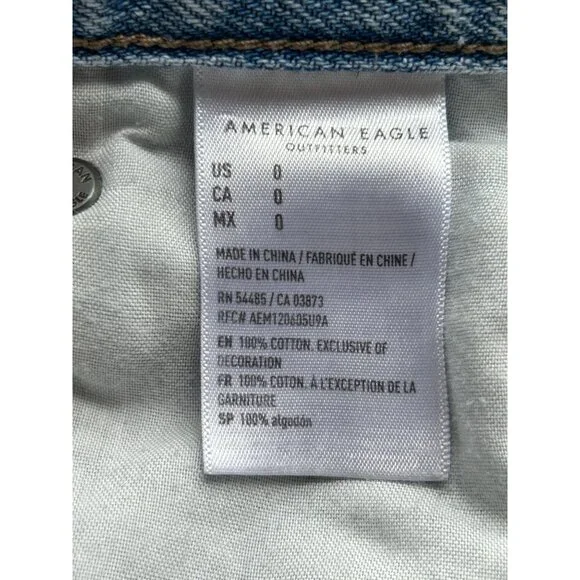 AMERICAN EAGLE
OUTFITTERS
US 0
CA 0
MX 0
MADE IN CHINA / FABRIQUÉ EN CHINE /
HECHO EN CHINA
RN 54485 / CA 03873
RFC# AEM120605U9A
EN 100% COTTON. EXCLUSIVE OF
DECORATION
FR 100% COTON. À L'EXCEPTION DE LA
GARNITURE
SP 100% algodón